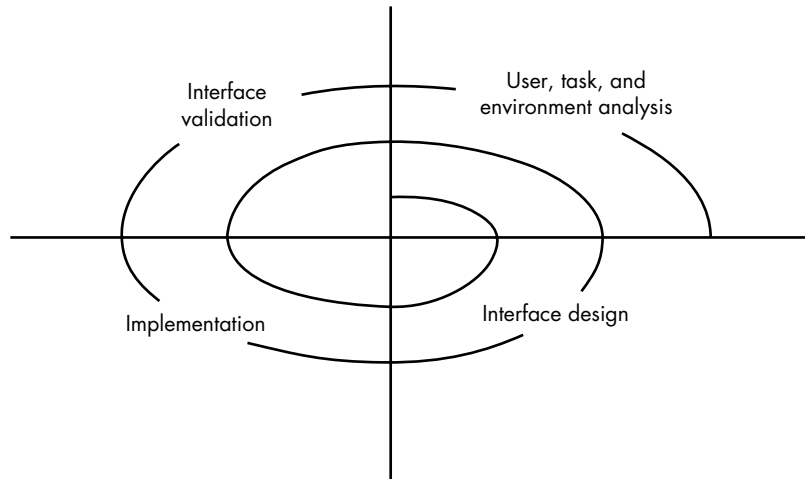 Interface
validation
User, task, and
environment analysis
Implementation
Interface design